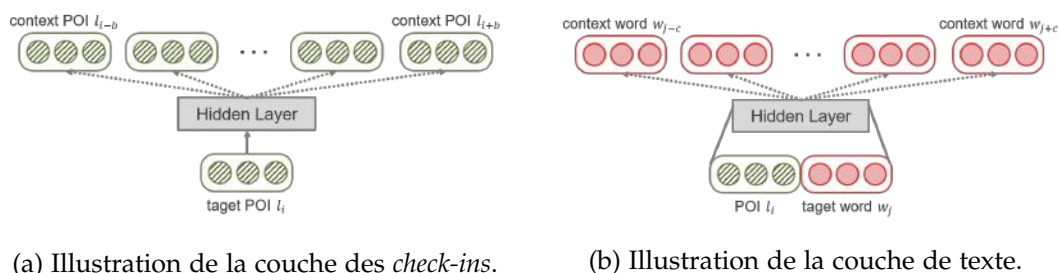 context POI l_{i-b}
context POI l_{i+b}
...
Hidden Layer
taget POI l_i
(a) Illustration de la couche des check-ins.
context word w_{j-c}
context word w_{j+c}
...
Hidden Layer
POI l_i
taget word w_j
(b) Illustration de la couche de texte.